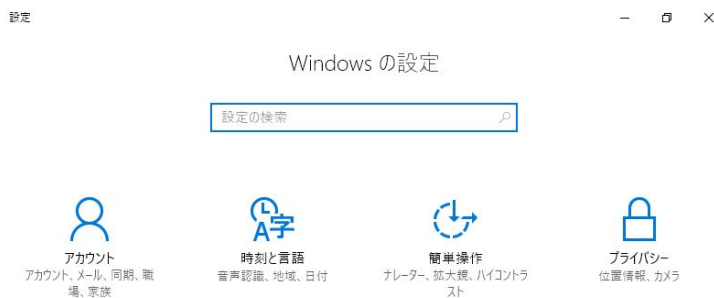 設定
Windows の設定
設定の検索
A字
アカウント
アカウント、メール、同期、職
場、家族
時刻と言語
音声認識、地域、日付
簡単操作
ナレーター、拡大鏡、ハイコントラ
スト
プライバシー
位置情報、カメラ